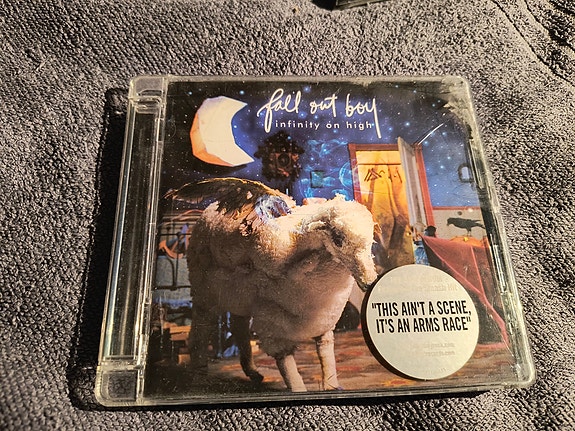 fall out boy
infinity on high
"THIS AIN'T A SCENE,
IT'S AN ARMS RACE"